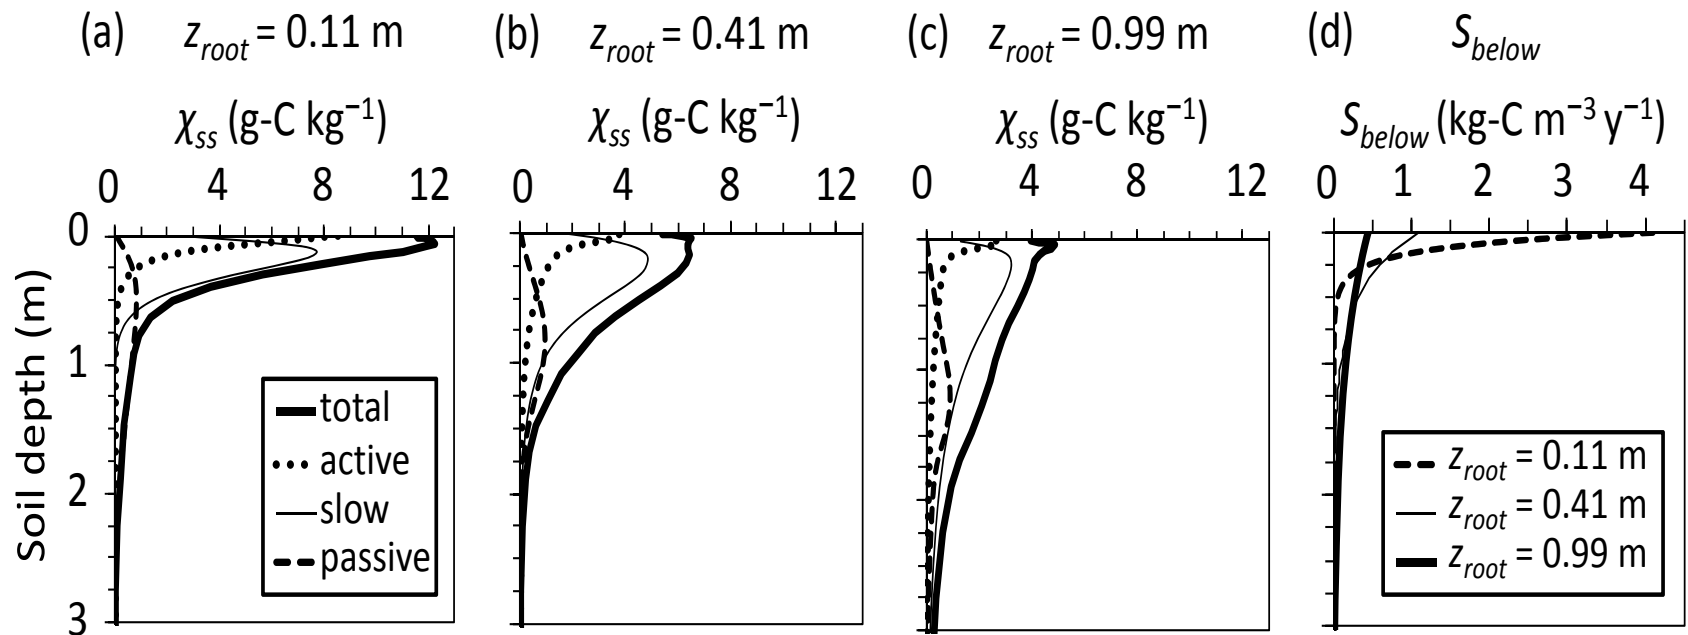 (a) z_root = 0.11 m (b) z_root = 0.41 m (c) z_root = 0.99 m (d) S_below
χ_ss (g-C kg⁻¹) χ_ss (g-C kg⁻¹) χ_ss (g-C kg⁻¹) S_below (kg-C m⁻³ y⁻¹)
0 4 8 12 0 4 8 12 0 4 8 12 0 1 2 3 4
Soil depth (m)
0
1
2
3
total
active
slow
passive
z_root = 0.11 m
z_root = 0.41 m
z_root = 0.99 m